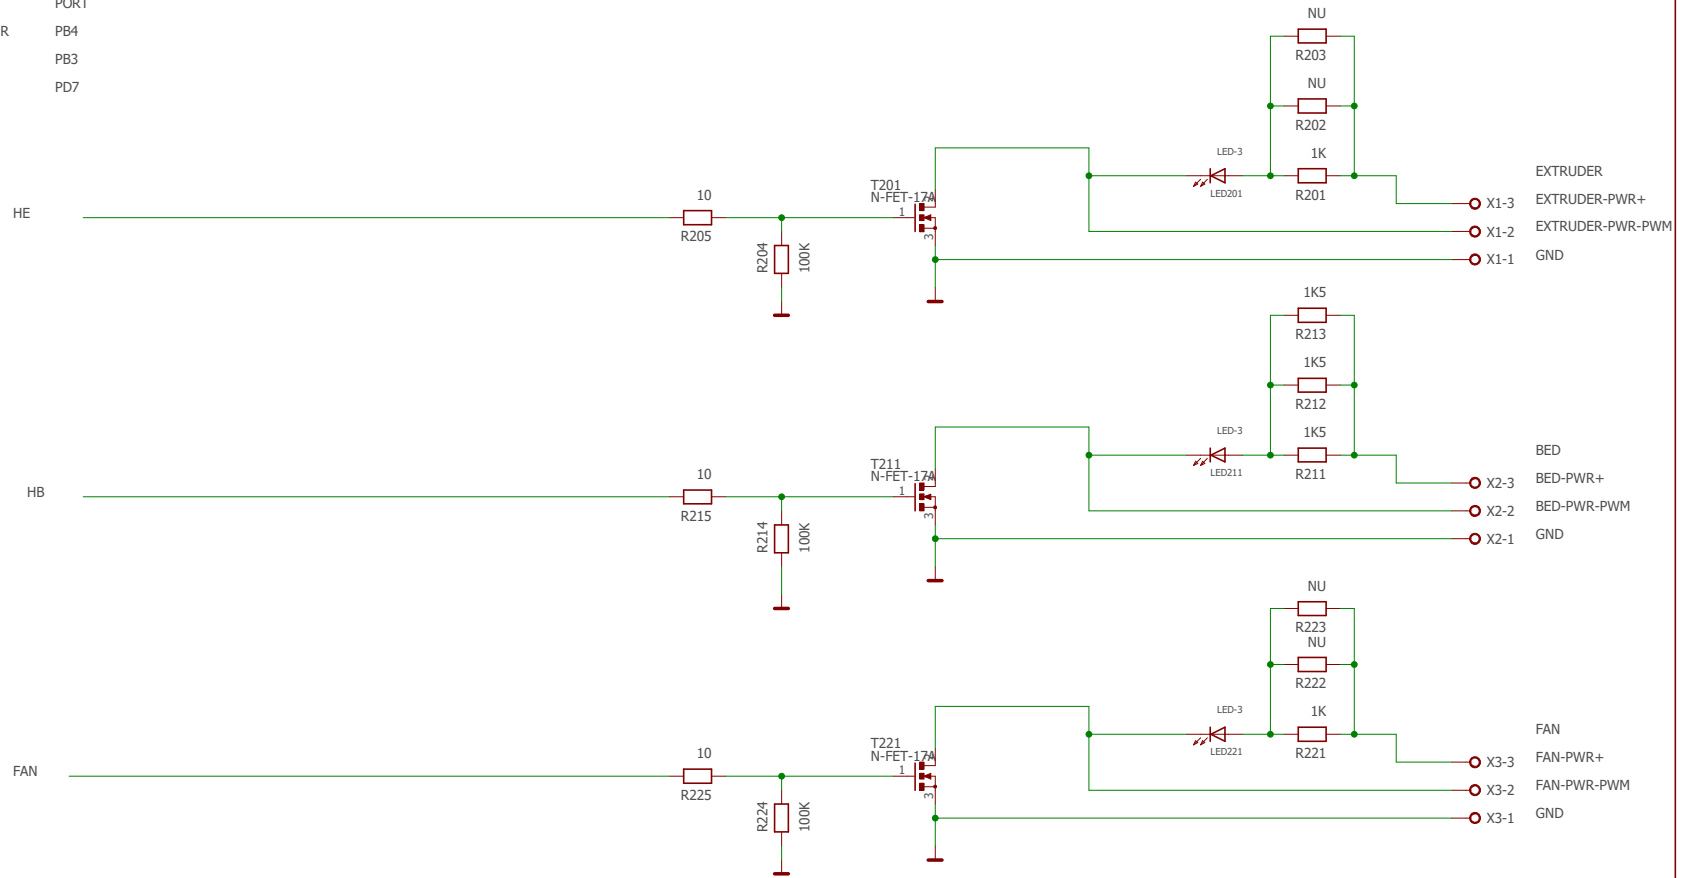 PORT
R PB4
PB3
PD7
NU
R203
NU
R202
LED-3 1K
LED201 R201
EXTRUDER
X1-3 EXTRUDER-PWR+
X1-2 EXTRUDER-PWR-PWM
X1-1 GND
HE
10
R205
R204
100K
T201
N-FET-17A
1
3
1K5
R213
1K5
R212
LED-3 1K5
LED211 R211
BED
X2-3 BED-PWR+
X2-2 BED-PWR-PWM
X2-1 GND
HB
10
R215
R214
100K
T211
N-FET-17A
1
3
NU
R223
NU
R222
LED-3 1K
LED221 R221
FAN
X3-3 FAN-PWR+
X3-2 FAN-PWR-PWM
X3-1 GND
FAN
10
R225
R224
100K
T221
N-FET-17A
1
3